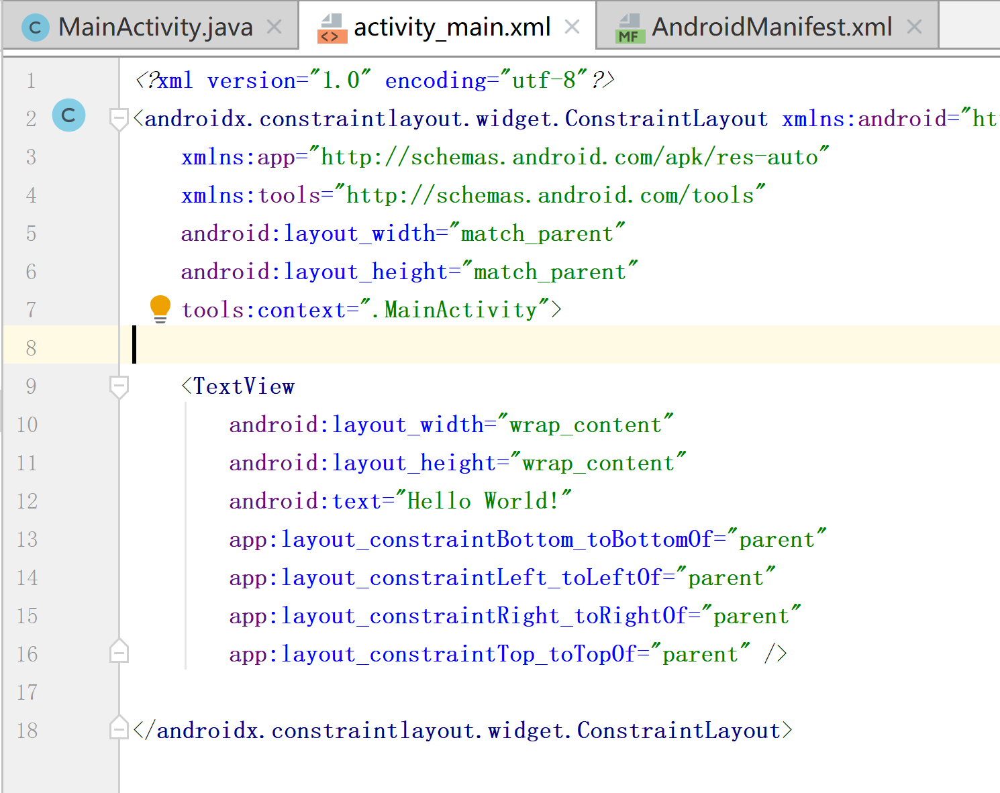 MainActivity.java activity_main.xml AndroidManifest.xml
1 <?xml version="1.0" encoding="utf-8"?>
2 <androidx.constraintlayout.widget.ConstraintLayout xmlns:android="ht
3 xmlns:app="http://schemas.android.com/apk/res-auto"
4 xmlns:tools="http://schemas.android.com/tools"
5 android:layout_width="match_parent"
6 android:layout_height="match_parent"
7 tools:context=".MainActivity">
8
9 <TextView
10 android:layout_width="wrap_content"
11 android:layout_height="wrap_content"
12 android:text="Hello World!"
13 app:layout_constraintBottom_toBottomOf="parent"
14 app:layout_constraintLeft_toLeftOf="parent"
15 app:layout_constraintRight_toRightOf="parent"
16 app:layout_constraintTop_toTopOf="parent" />
17
18 </androidx.constraintlayout.widget.ConstraintLayout>